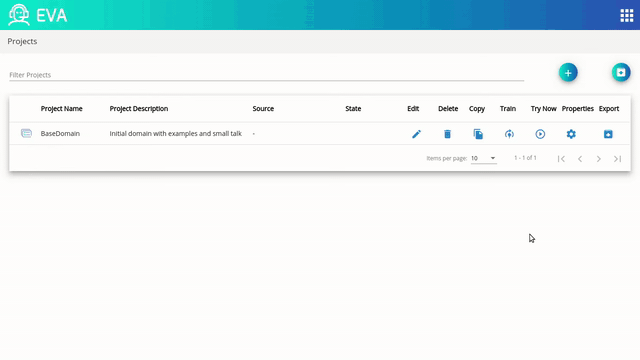 EVA
Projects
Filter Projects
+
Project Name Project Description Source State Edit Delete Copy Train Try Now Properties Export
BaseDomain Initial domain with examples and small talk -
Items per page: 10 1 - 1 of 1